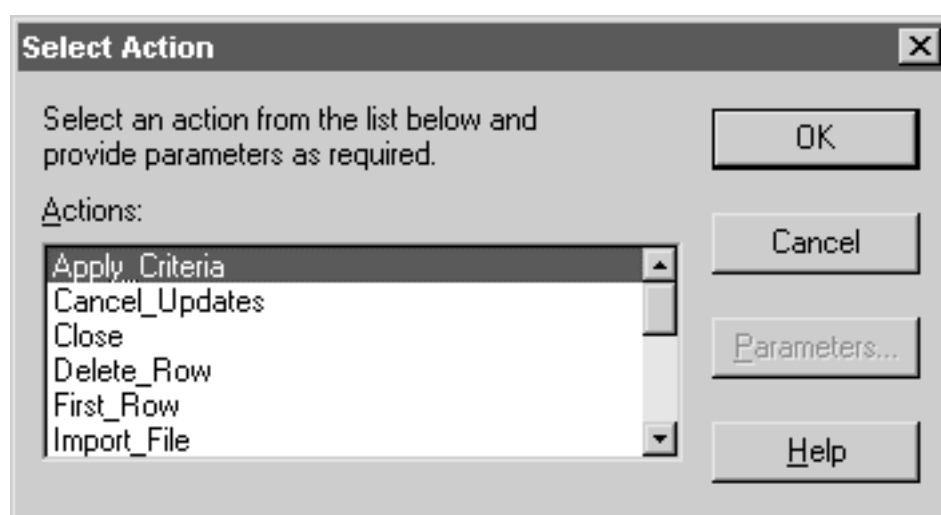 Select Action
Select an action from the list below and
provide parameters as required.
Actions:
Apply_Criteria
Cancel_Updates
Close
Delete_Row
First_Row
Import_File
OK
Cancel
Parameters...
Help